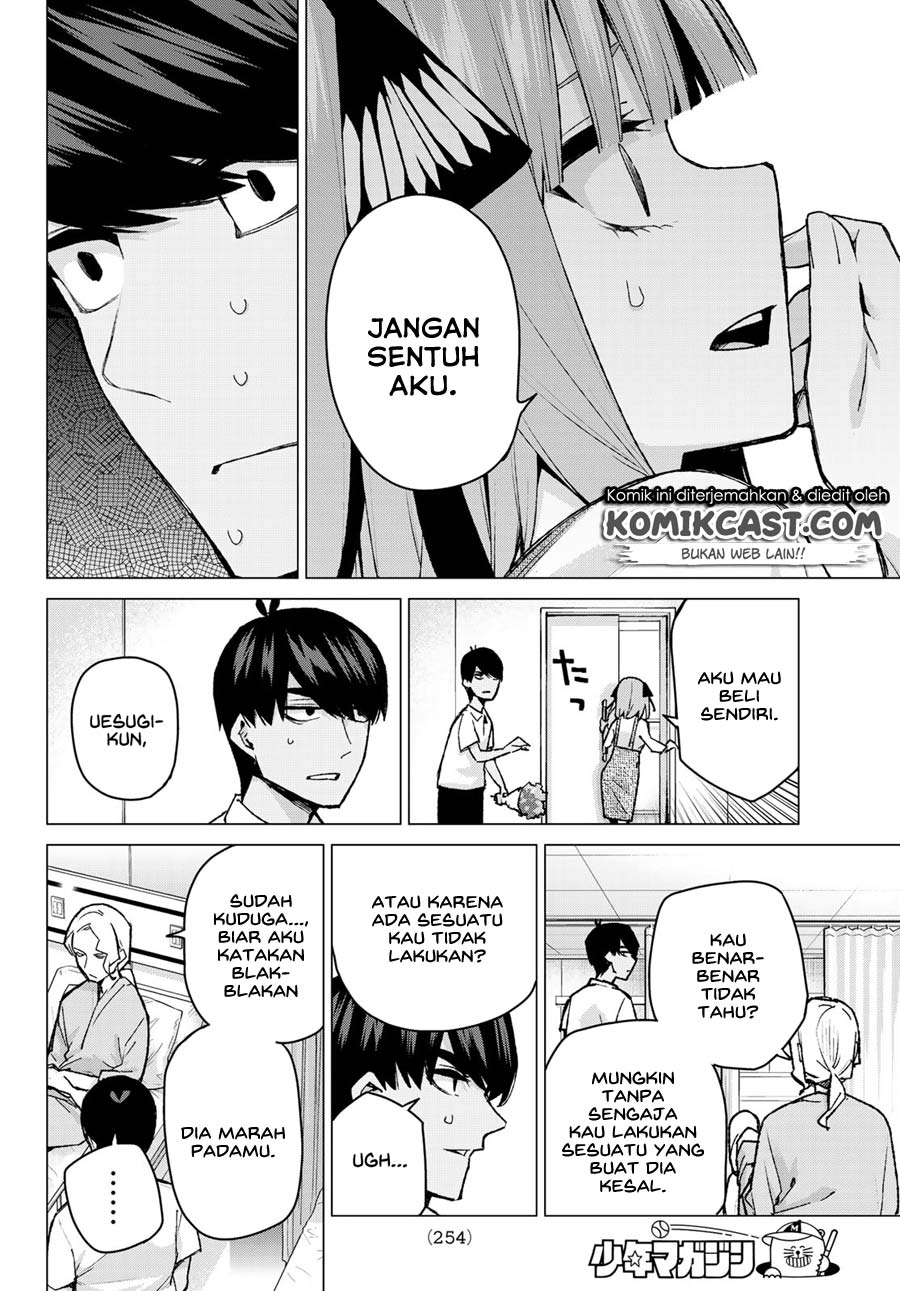 JANGAN
SENTUH
AKU.
Komik ini diterjemahkan & diedit oleh
KOMIKCAST.COM
BUKAN WEB LAIN!!
AKU MAU
BELI
SENDIRI.
たっ
UESUGI-
KUN,
KAU
BENAR-
BENAR
TIDAK
TAHU?
MUNGKIN
TANPA
SENGAJA
KAU LAKUKAN
SESUATU YANG
BUAT DIA
KESAL.
ATAU KARENA
ADA SESUATU
KAU TIDAK
LAKUKAN?
UGH...
SUDAH
KUDUGA...,
BIAR AKU
KATAKAN
BLAK-
BLAKAN
DIA MARAH
PADAMU.
......
(254)
少年マガジン
M